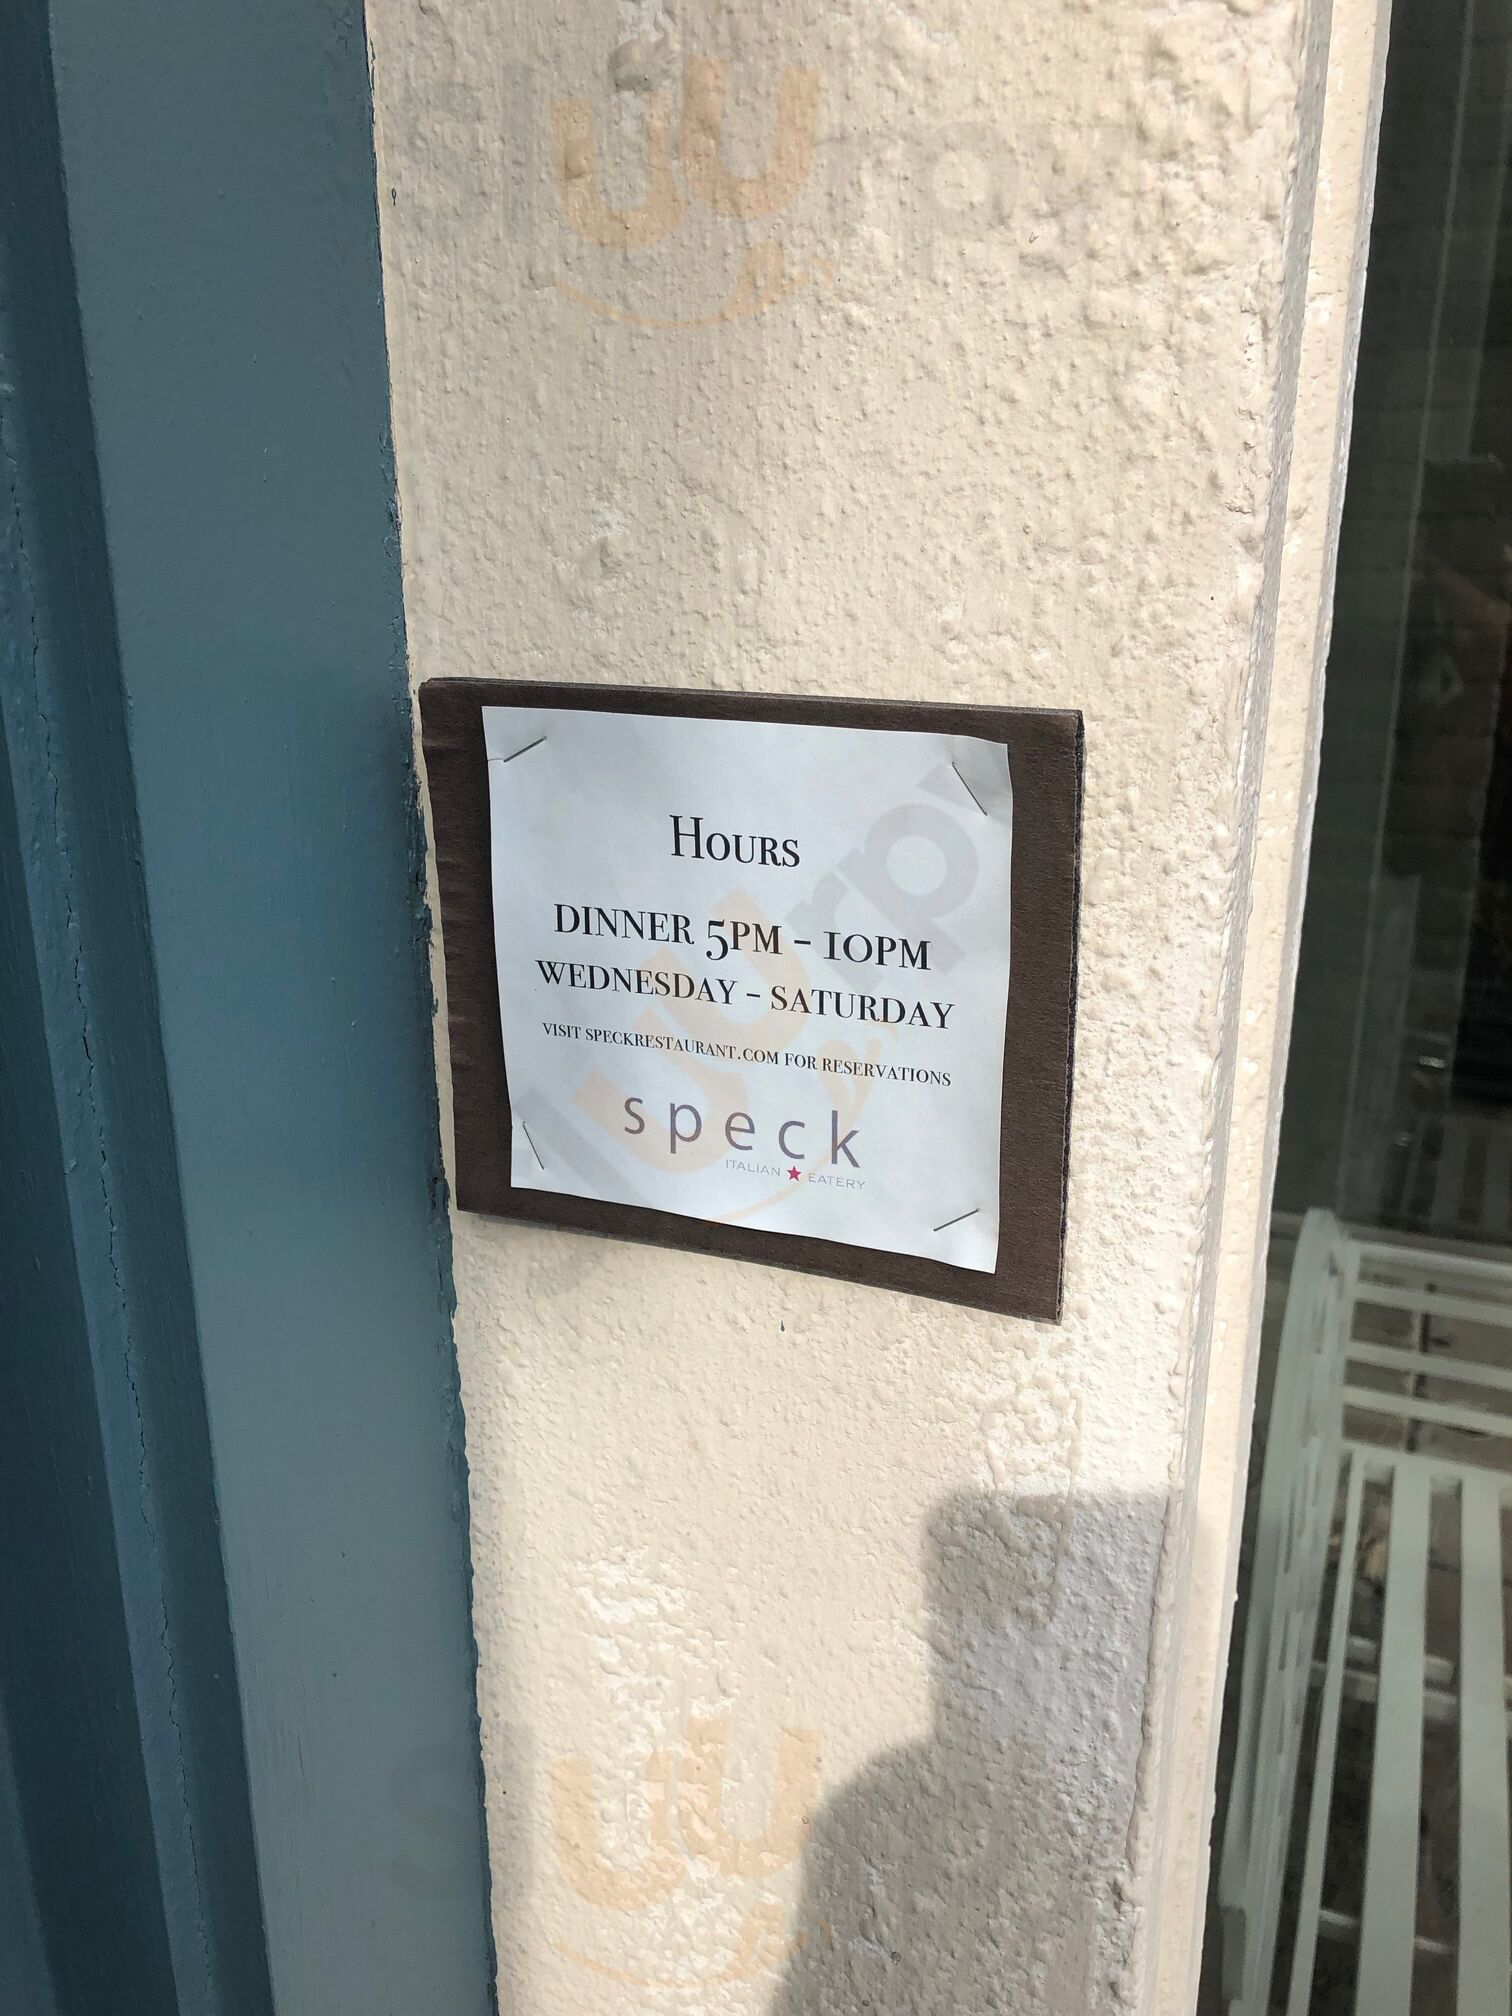 Hours
DINNER 5PM - 10PM
WEDNESDAY - SATURDAY
VISIT SPECKRESTAURANT.COM FOR RESERVATIONS
speck
ITALIAN ★ EATERY